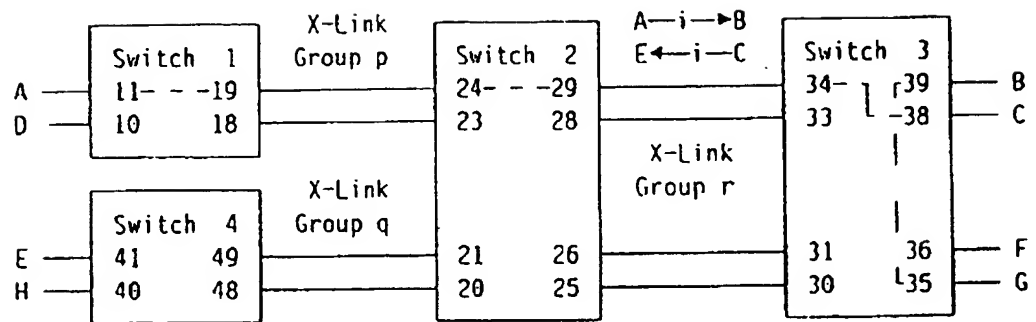 X-Link
Group p
A—i—►B
E◄—i—C
Switch 1
Switch 2
Switch 3
A 11- - -19 24- - -29 34- 39 B
D 10 18 23 28 33 -38 C
X-Link
Group r
X-Link
Group q
Switch 4
E 41 49 21 26 31 36 F
H 40 48 20 25 30 35 G